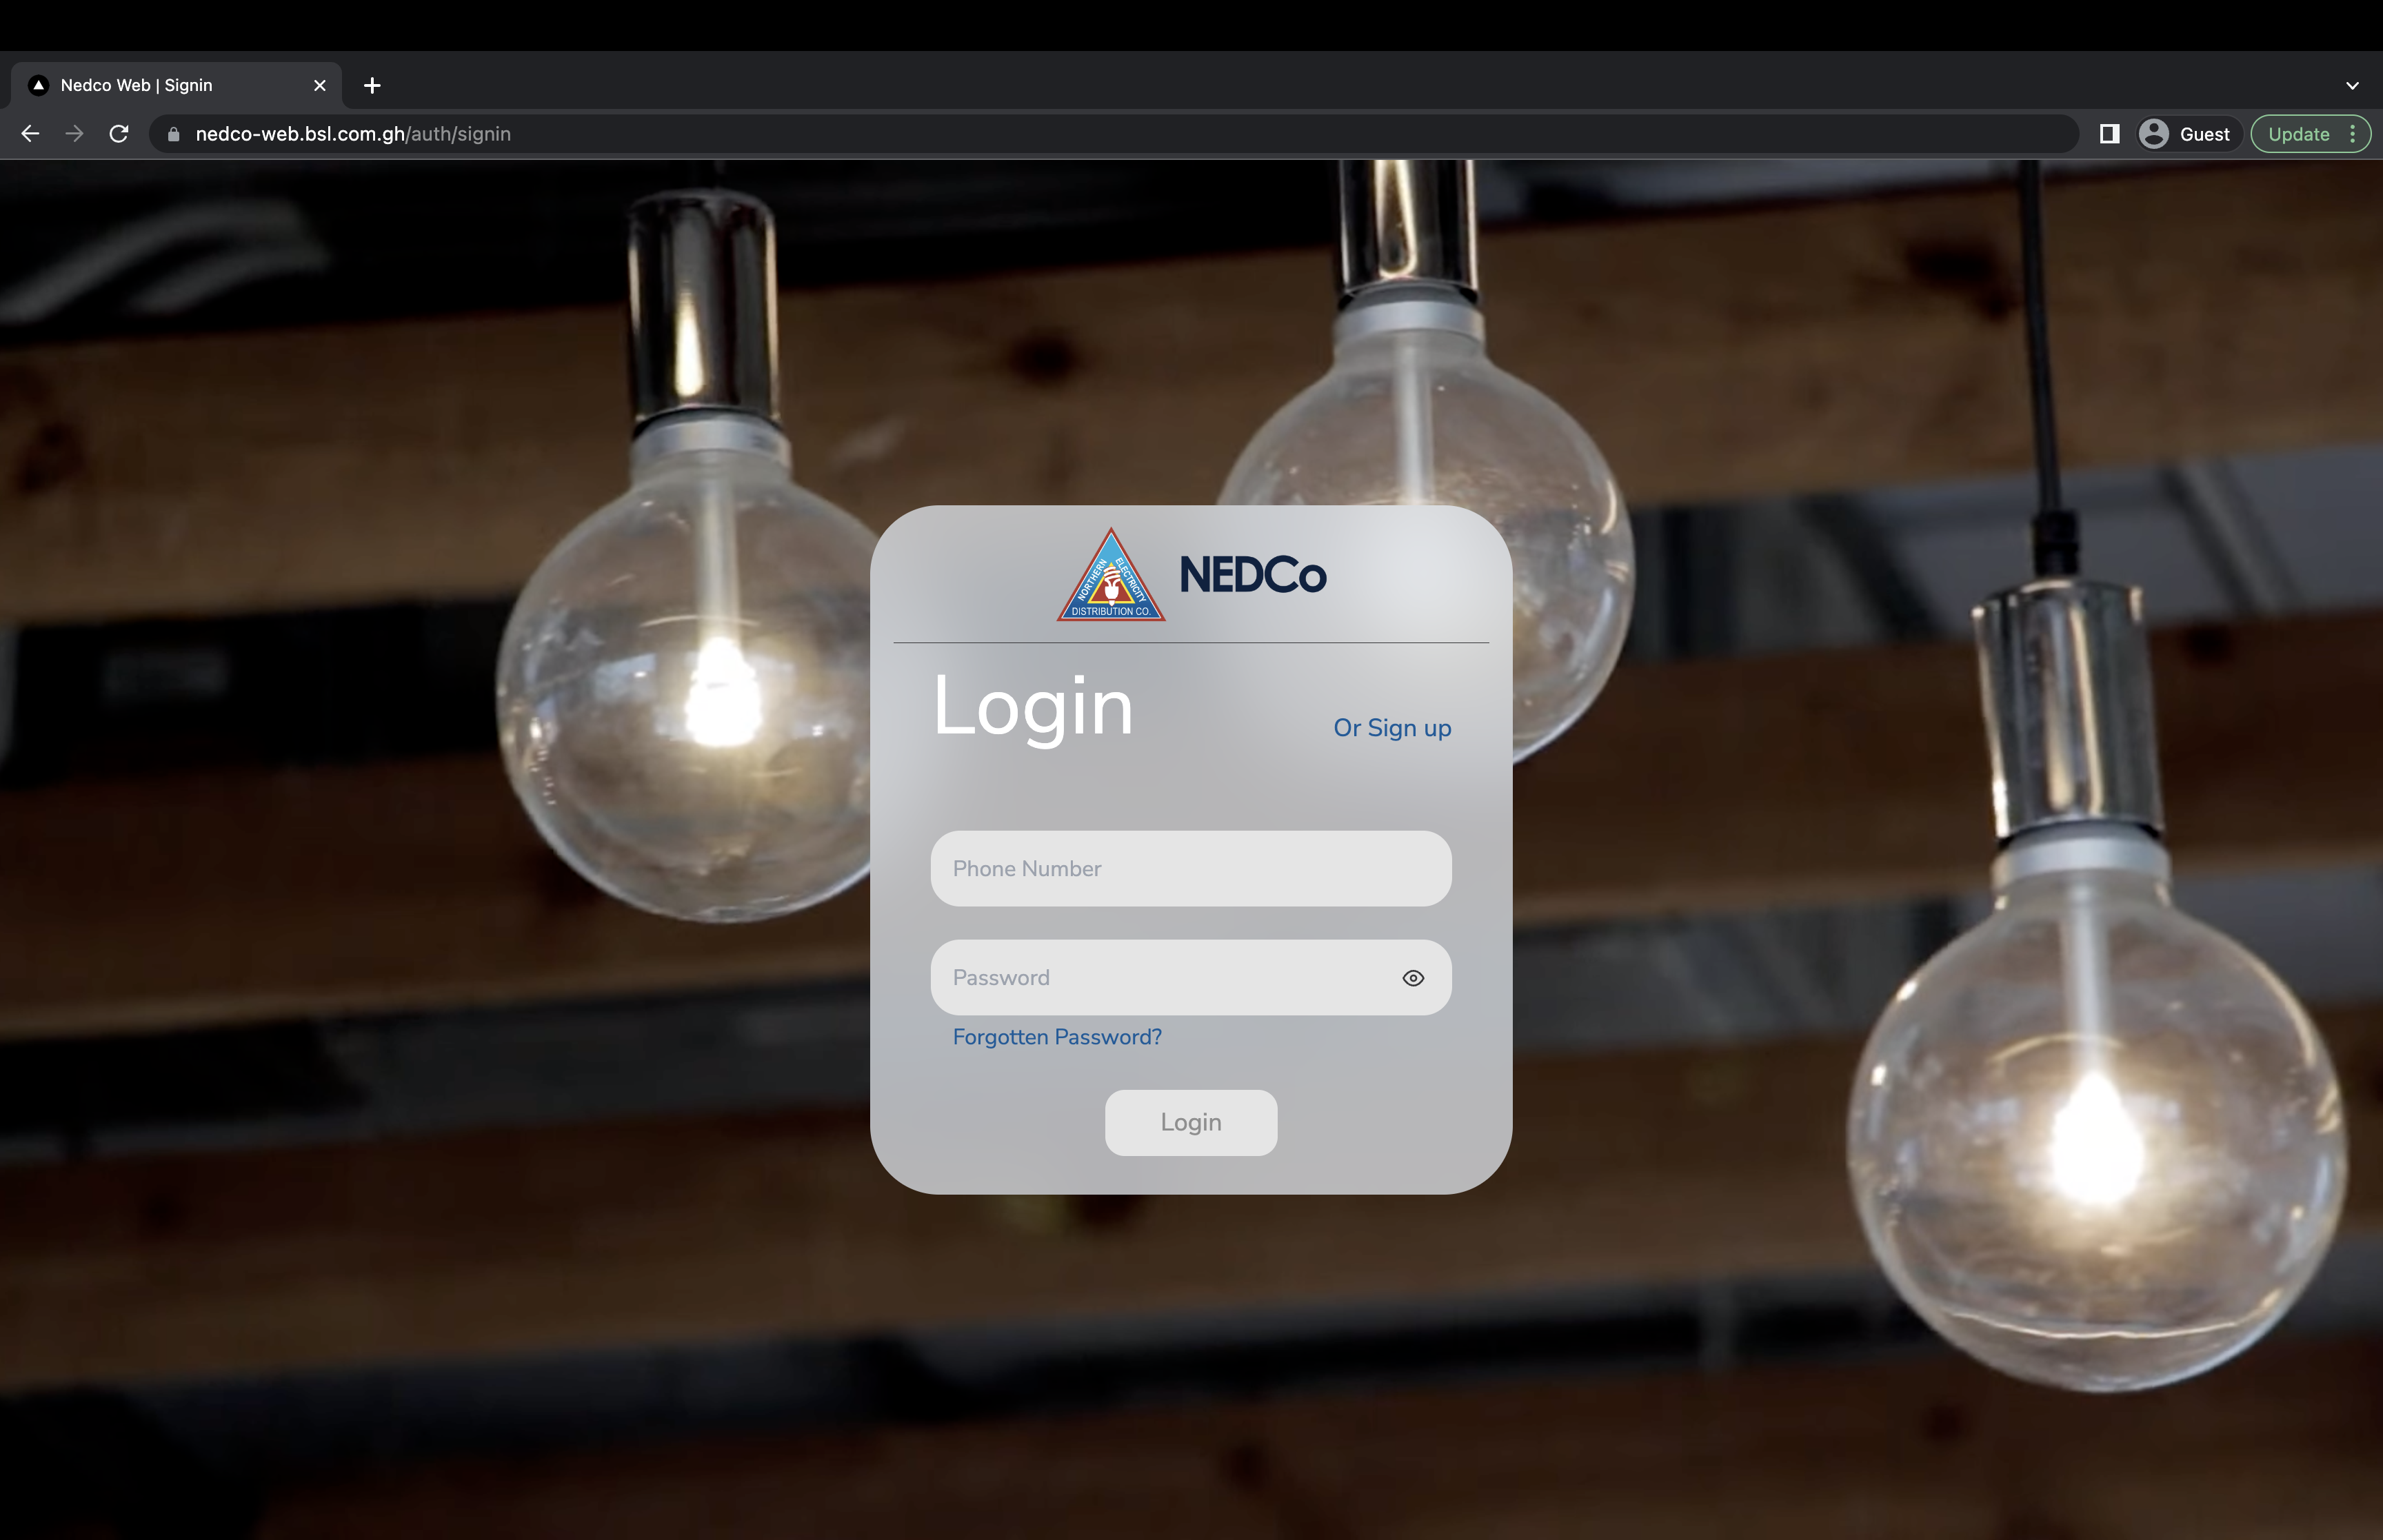 Nedco Web | Signin
nedco-web.bsl.com.gh/auth/signin
Guest
Update
NORTHERN ELECTRICITY
DISTRIBUTION CO.
NEDCo
Login
Or Sign up
Phone Number
Password
Forgotten Password?
Login